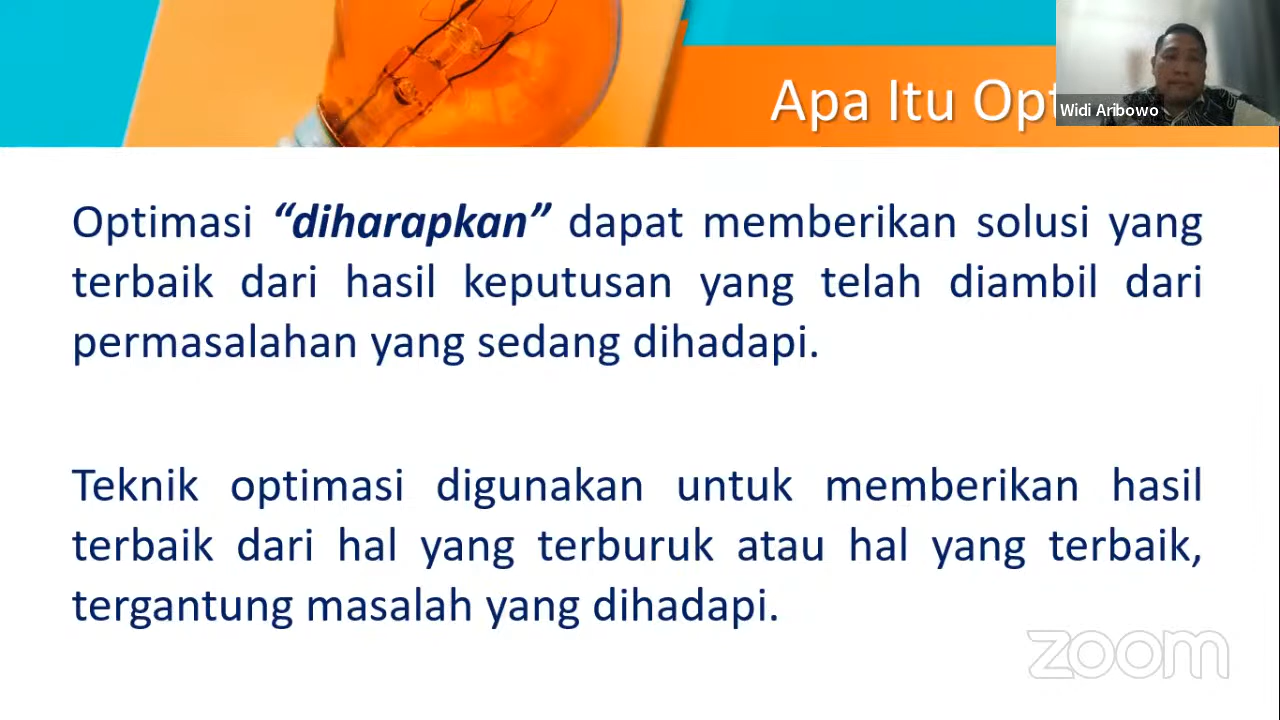 Apa Itu
Widi Aribowo
Optimasi “diharapkan” dapat memberikan solusi yang
terbaik dari hasil keputusan yang telah diambil dari
permasalahan yang sedang dihadapi.
Teknik optimasi digunakan untuk memberikan hasil
terbaik dari hal yang terburuk atau hal yang terbaik,
tergantung masalah yang dihadapi.
zoom